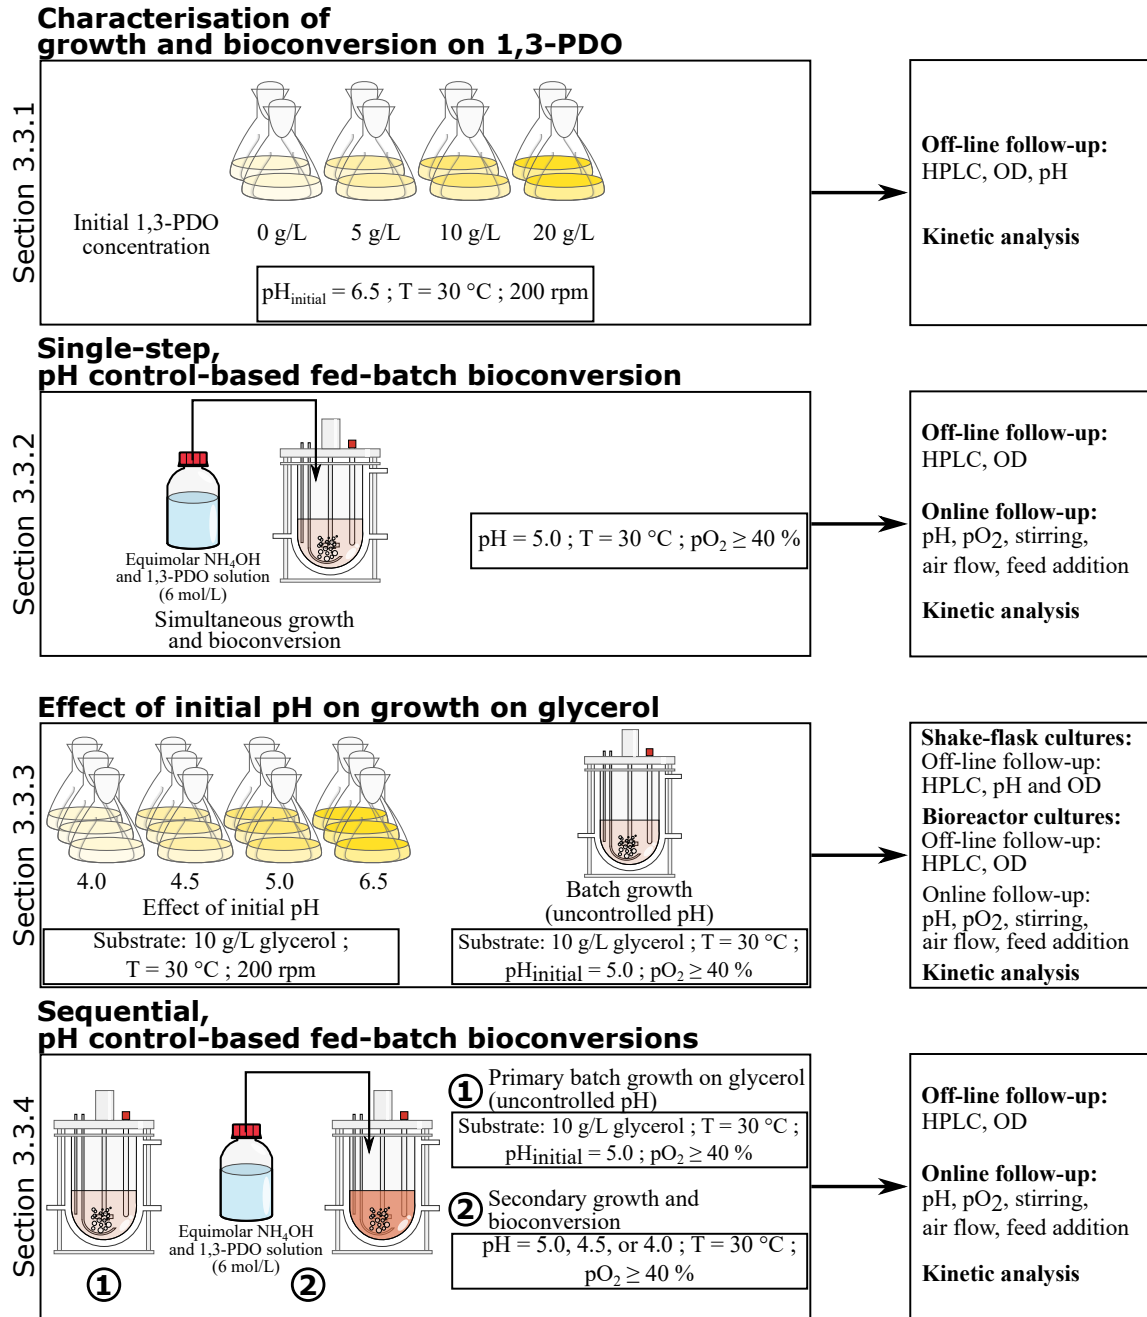 Characterisation of
growth and bioconversion on 1,3-PDO
Section 3.3.1
Initial 1,3-PDO
concentration
0 g/L
5 g/L
10 g/L
20 g/L
pHinitial = 6.5 ; T = 30 °C ; 200 rpm
Off-line follow-up:
HPLC, OD, pH
Kinetic analysis
Single-step,
pH control-based fed-batch bioconversion
Section 3.3.2
Equimolar NH4OH
and 1,3-PDO solution
(6 mol/L)
Simultaneous growth
and bioconversion
pH = 5.0 ; T = 30 °C ; pO2 ≥ 40 %
Off-line follow-up:
HPLC, OD
Online follow-up:
pH, pO2, stirring,
air flow, feed addition
Kinetic analysis
Effect of initial pH on growth on glycerol
Section 3.3.3
4.0
4.5
5.0
6.5
Effect of initial pH
Substrate: 10 g/L glycerol ;
T = 30 °C ; 200 rpm
Batch growth
(uncontrolled pH)
Substrate: 10 g/L glycerol ; T = 30 °C ;
pHinitial = 5.0 ; pO2 ≥ 40 %
Shake-flask cultures:
Off-line follow-up:
HPLC, pH and OD
Bioreactor cultures:
Off-line follow-up:
HPLC, OD
Online follow-up:
pH, pO2, stirring,
air flow, feed addition
Kinetic analysis
Sequential,
pH control-based fed-batch bioconversions
Section 3.3.4
1
Equimolar NH4OH
and 1,3-PDO solution
(6 mol/L)
2
1 Primary batch growth on glycerol
(uncontrolled pH)
Substrate: 10 g/L glycerol ; T = 30 °C ;
pHinitial = 5.0 ; pO2 ≥ 40 %
2 Secondary growth and
bioconversion
pH = 5.0, 4.5, or 4.0 ; T = 30 °C ;
pO2 ≥ 40 %
Off-line follow-up:
HPLC, OD
Online follow-up:
pH, pO2, stirring,
air flow, feed addition
Kinetic analysis